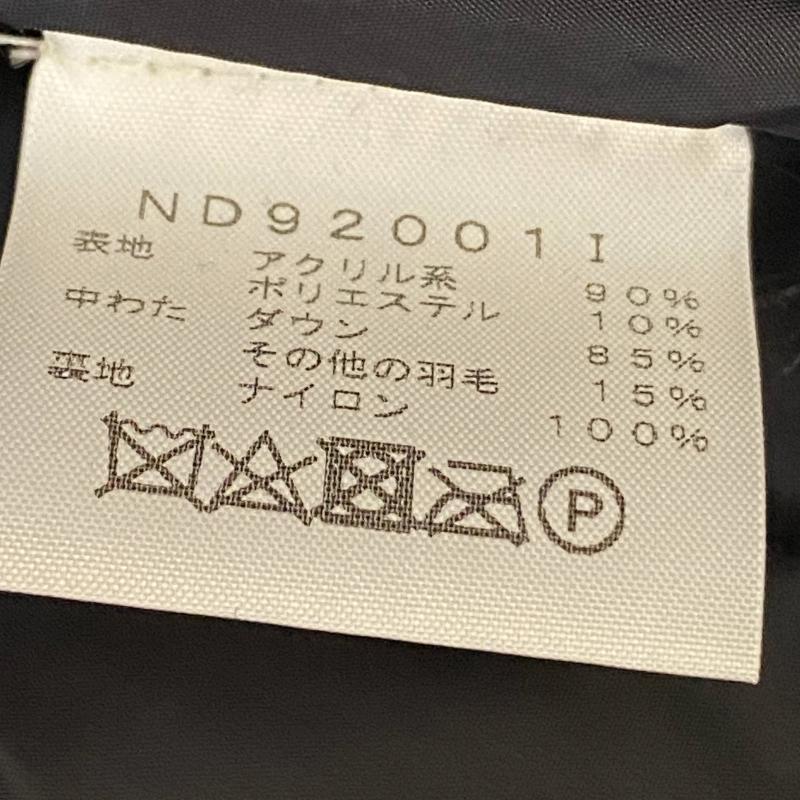 ND92001I
表地 アクリル系 90%
ポリエステル 10%
中わた ダウン 85%
その他の羽毛 15%
裏地 ナイロン 100%
P